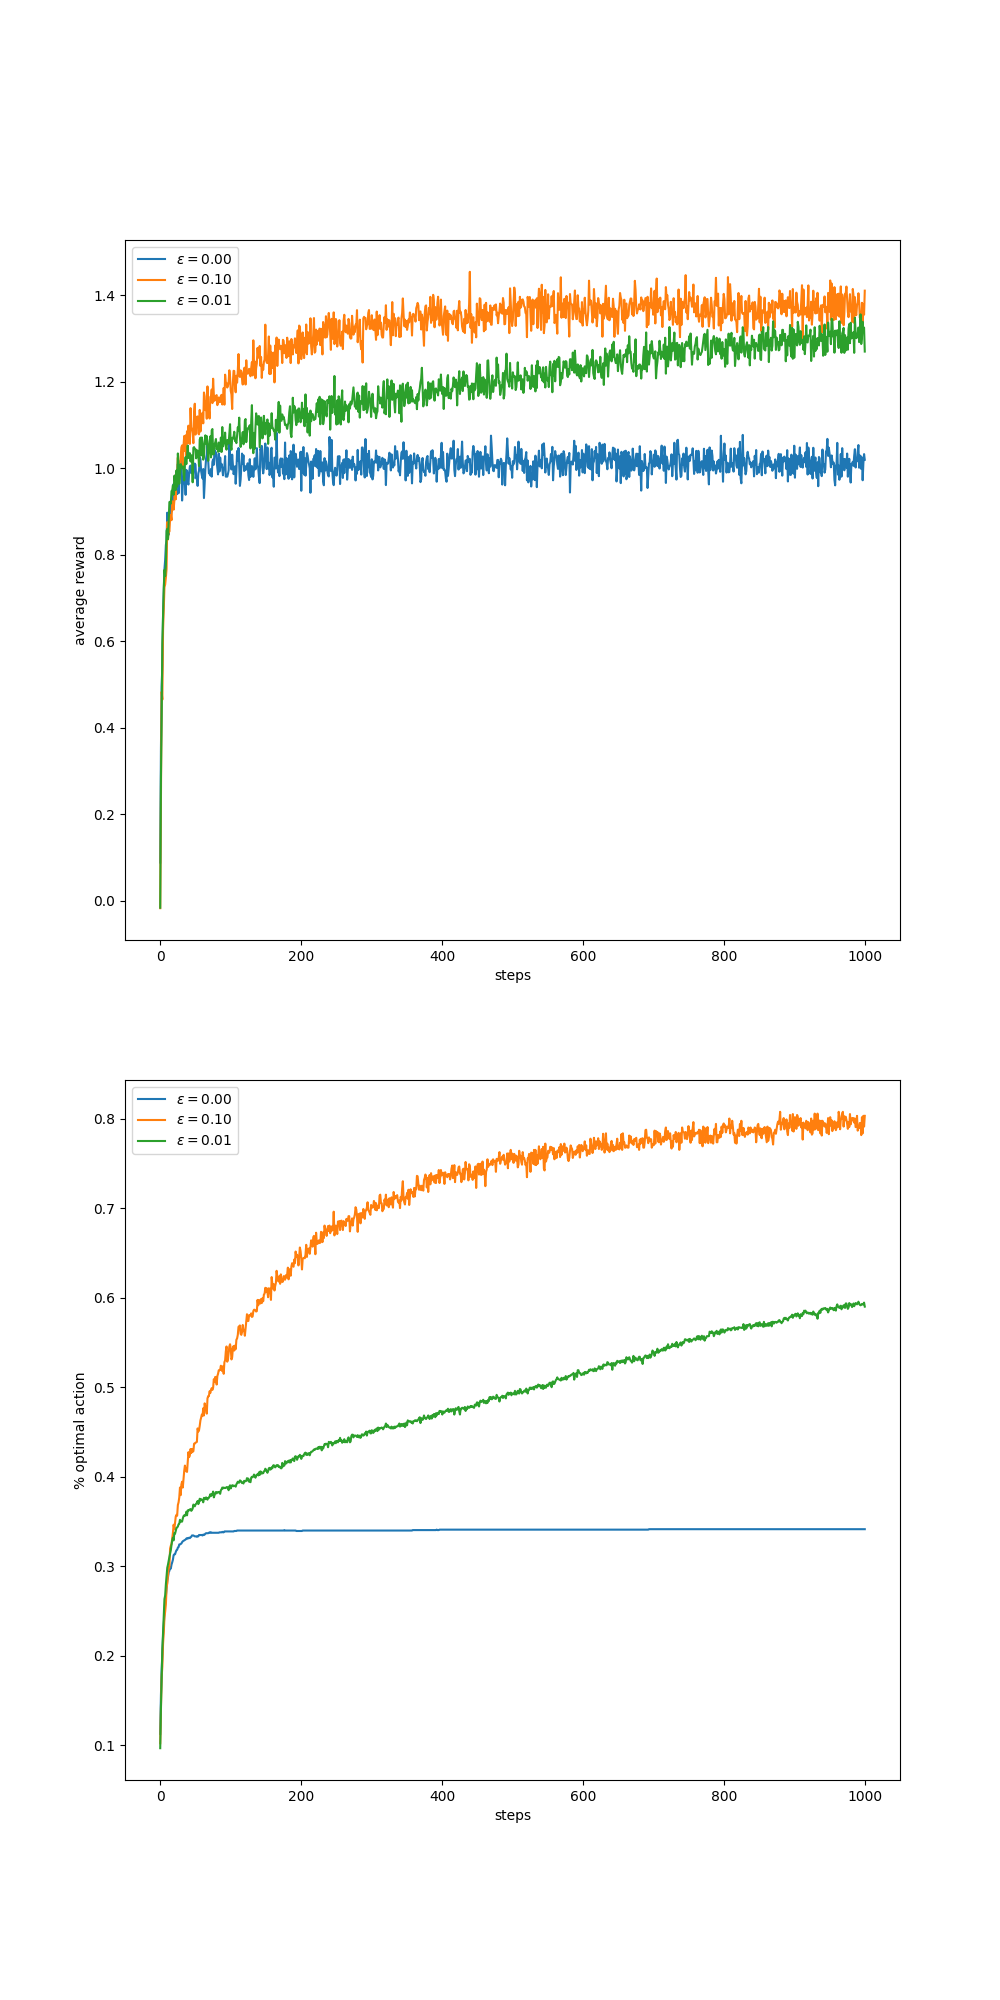 ε = 0.00
ε = 0.10
ε = 0.01
1.4
1.2
1.0
0.8
0.6
0.4
0.2
0.0
average reward
0 200 400 600 800 1000
steps
ε = 0.00
ε = 0.10
ε = 0.01
0.8
0.7
0.6
0.5
0.4
0.3
0.2
0.1
% optimal action
0 200 400 600 800 1000
steps